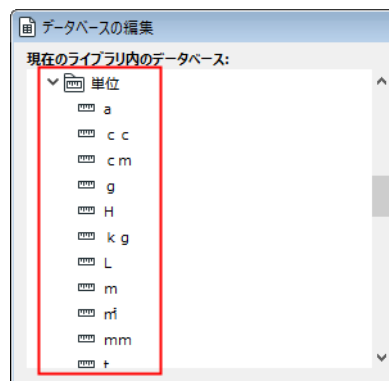 データベースの編集
現在のライブラリ内のデータベース:
単位
a
ｃｃ
ｃｍ
ｇ
Ｈ
ｋｇ
Ｌ
ｍ
㎡
ｍｍ
ｔ